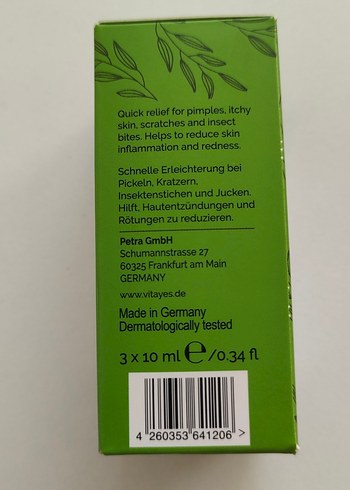 Quick relief for pimples, itchy
skin, scratches and insect
bites. Helps to reduce skin
inflammation and redness.
Schnelle Erleichterung bei
Pickeln, Kratzern,
Insektenstichen und Jucken.
Hilft, Hautentzündungen und
Rötungen zu reduzieren.
Petra GmbH
Schumannstrasse 27
60325 Frankfurt am Main
GERMANY
www.vitayes.de
Made in Germany
Dermatologically tested
3 x 10 ml ℮/0.34 fl
4 260353 641206 >